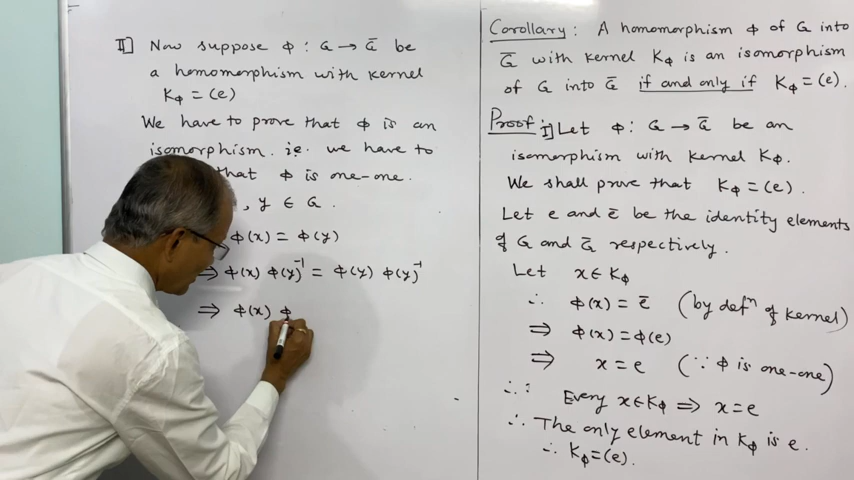 II] Now suppose ϕ : G → G̅ be
a homomorphism with kernel
Kϕ = (e)
We have to prove that ϕ is an
isomorphism. i.e. we have to
that ϕ is one-one.
, y ∈ G.
ϕ(x) = ϕ(y)
⇒ ϕ(x) ϕ(y)⁻¹ = ϕ(y) ϕ(y)⁻¹
⇒ ϕ(x) ϕ
Corollary : A homomorphism ϕ of G into
G̅ with kernel Kϕ is an isomorphism
of G into G̅ if and only if Kϕ = (e).
Proof I] Let ϕ : G → G̅ be an
isomorphism with kernel Kϕ.
We shall prove that Kϕ = (e).
Let e and e̅ be the identity elements
of G and G̅ respectively.
Let x ∈ Kϕ
∴ ϕ(x) = e̅ (by defⁿ of kernel)
⇒ ϕ(x) = ϕ(e)
⇒ x = e (∵ ϕ is one-one)
∴ : Every x ∈ Kϕ ⇒ x = e
∴ The only element in Kϕ is e.
∴ Kϕ = (e).